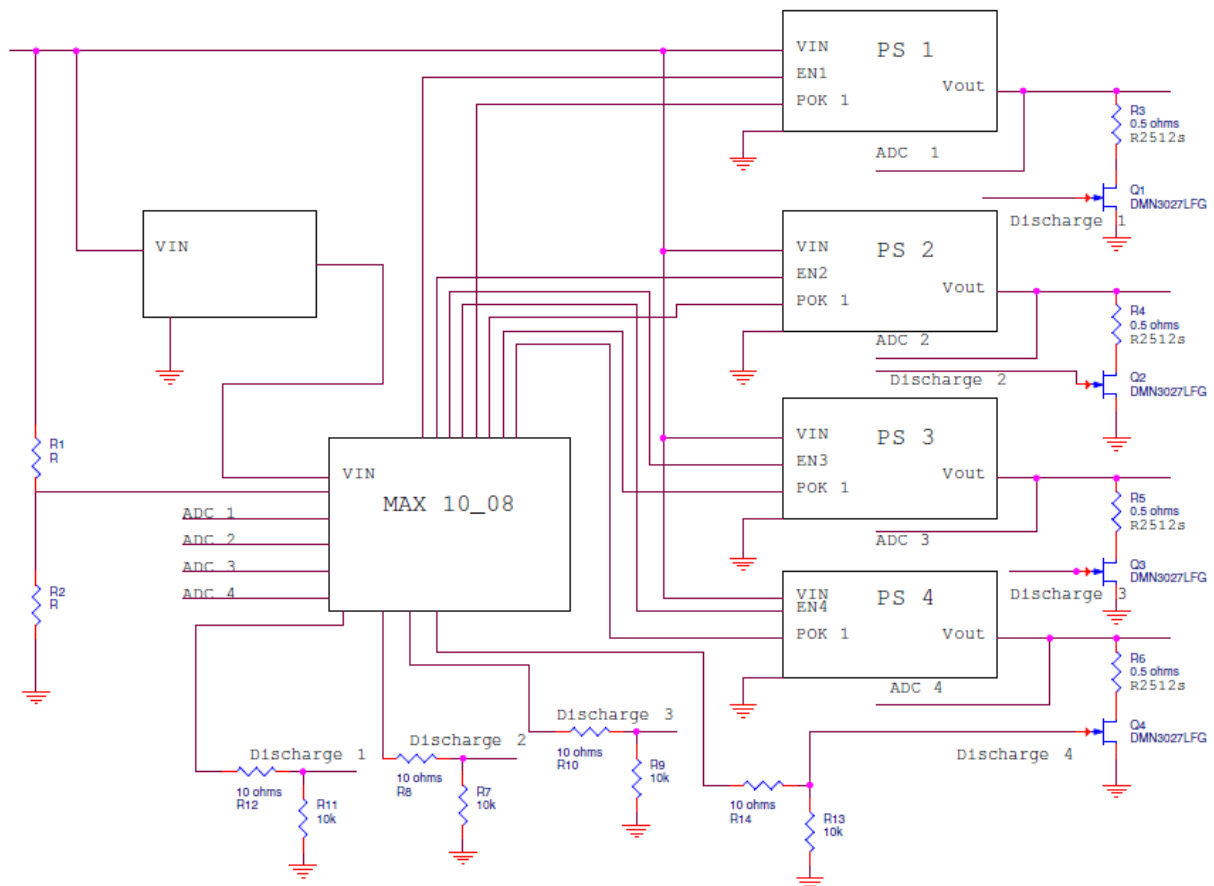 PS 1
VIN
EN1
POK 1
Vout
ADC 1
R3
0.5 ohms
R2512s
Q1
DMN3027LFG
Discharge 1
VIN
PS 2
VIN
EN2
POK 1
Vout
ADC 2
Discharge 2
R4
0.5 ohms
R2512s
Q2
DMN3027LFG
PS 3
VIN
EN3
POK 1
Vout
ADC 3
R5
0.5 ohms
R2512s
Q3
DMN3027LFG
Discharge 3
R1
R
VIN
MAX 10_08
ADC 1
ADC 2
ADC 3
ADC 4
R2
R
PS 4
VIN
EN4
POK 1
Vout
ADC 4
R6
0.5 ohms
R2512s
Q4
DMN3027LFG
Discharge 4
Discharge 1
10 ohms
R12
R11
10k
Discharge 2
10 ohms
R8
R7
10k
Discharge 3
10 ohms
R10
R9
10k
10 ohms
R14
R13
10k